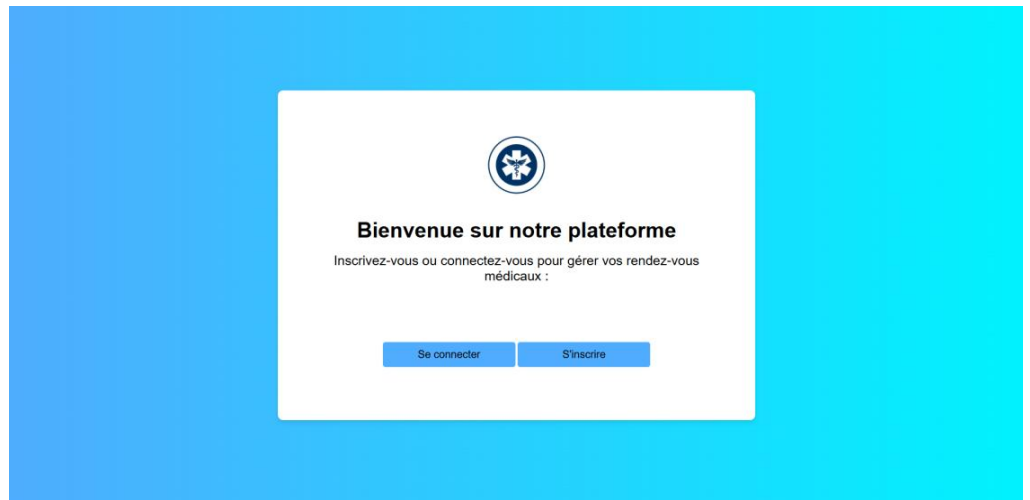 Bienvenue sur notre plateforme
Inscrivez-vous ou connectez-vous pour gérer vos rendez-vous
médicaux :
Se connecter
S'inscrire